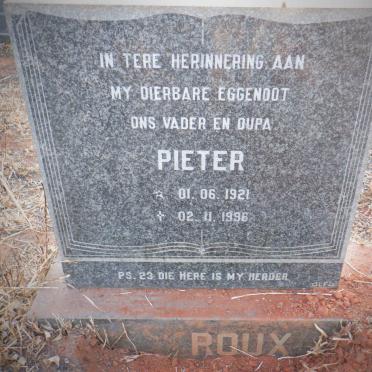 IN TERE HERINNERING AAN
MY DIERBARE EGGENOOT
ONS VADER EN OUPA
PIETER
☆ 01.06.1921
✝ 02.11.1996
PS. 23 DIE HERE IS MY HERDER
ROUX